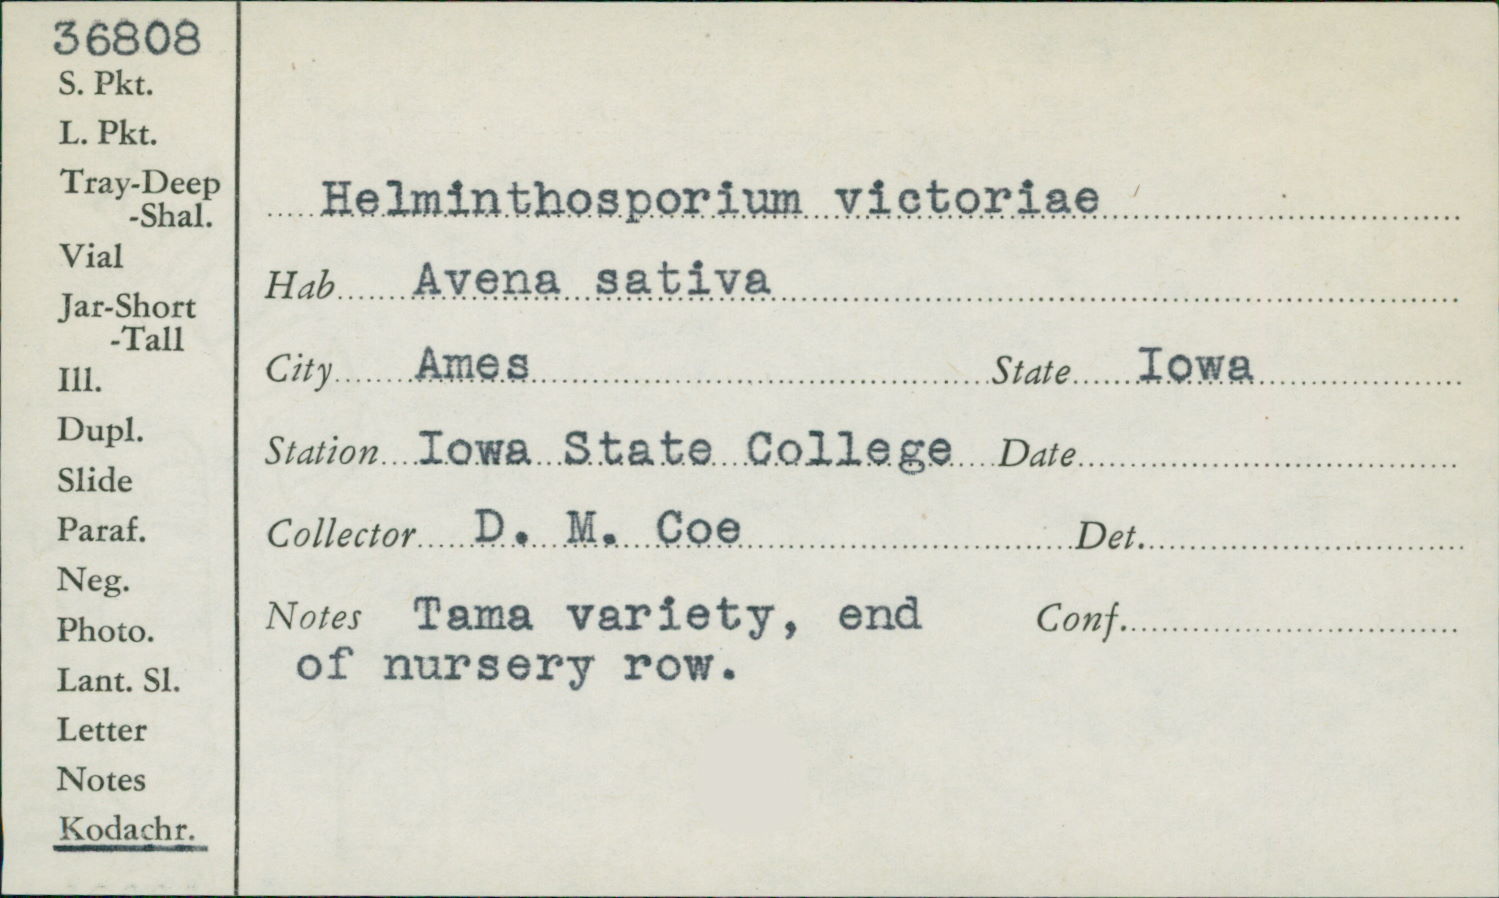 36808
S. Pkt.
L. Pkt.
Tray-Deep
-Shal.
Vial
Jar-Short
-Tall
Ill.
Dupl.
Slide
Paraf.
Neg.
Photo.
Lant. Sl.
Letter
Notes
Kodachr.
Helminthosporium victoriae
Hab Avena sativa
City Ames State Iowa
Station Iowa State College Date
Collector D. M. Coe Det.
Notes Tama variety, end Conf.
of nursery row.